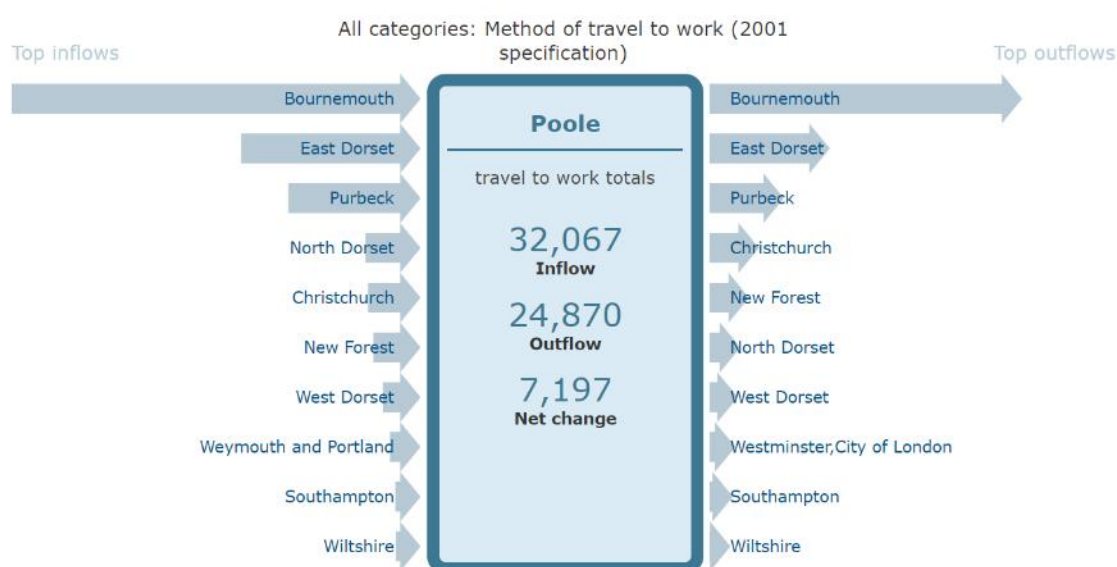 All categories: Method of travel to work (2001
specification)
Top inflows
Top outflows
Bournemouth
East Dorset
Purbeck
North Dorset
Christchurch
New Forest
West Dorset
Weymouth and Portland
Southampton
Wiltshire
Poole
travel to work totals
32,067
Inflow
24,870
Outflow
7,197
Net change
Bournemouth
East Dorset
Purbeck
Christchurch
New Forest
North Dorset
West Dorset
Westminster,City of London
Southampton
Wiltshire